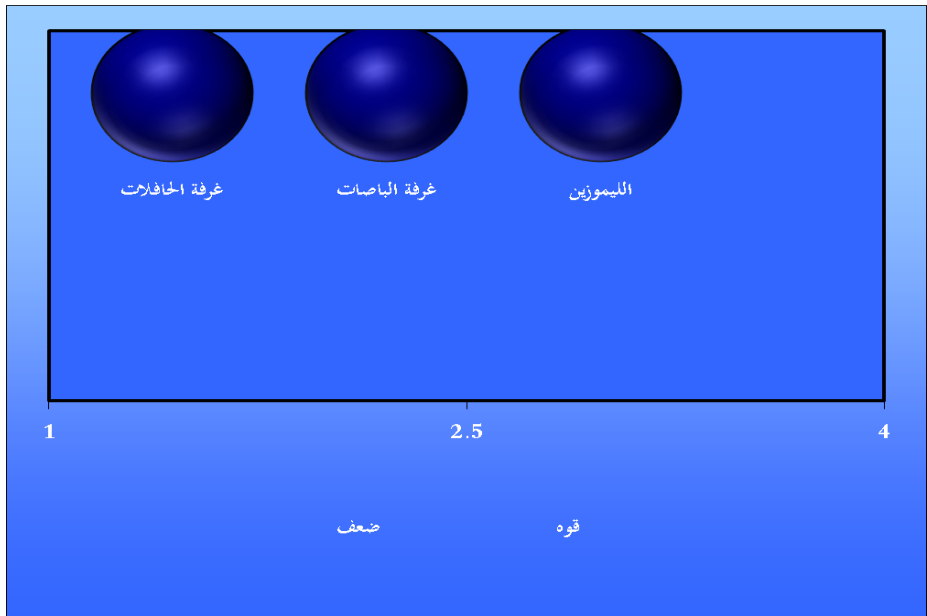 الليموزين
غرفة الباصات
غرفة الحافلات
1
2.5
4
قوه
ضعف